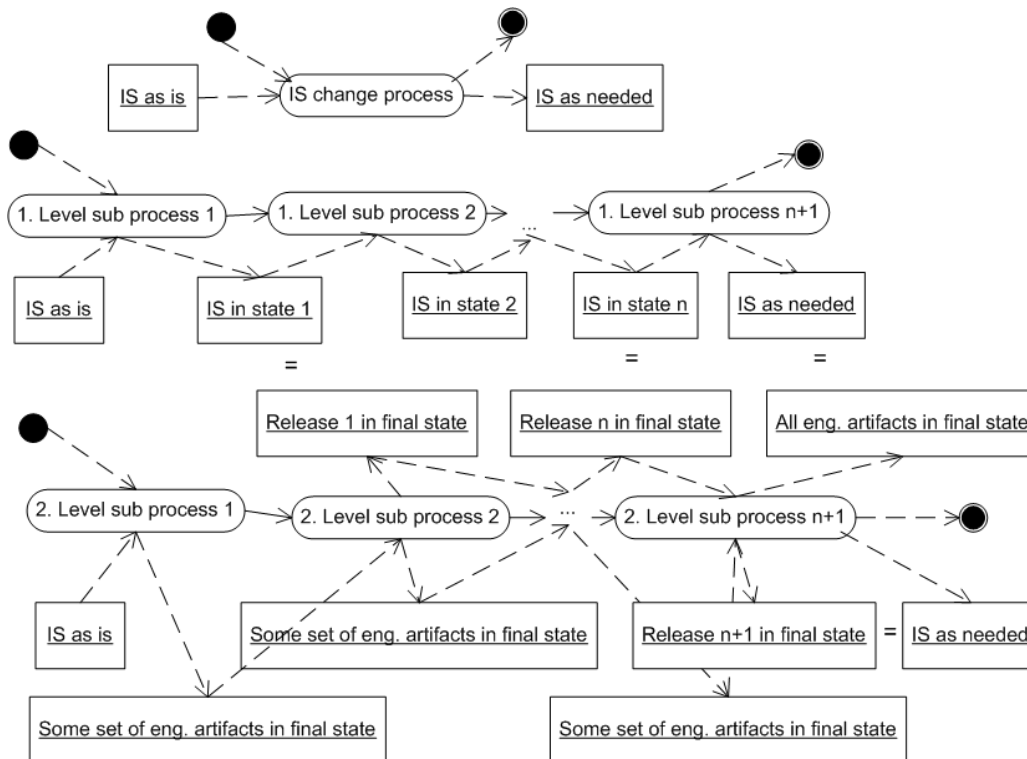 IS as is
IS change process
IS as needed
1. Level sub process 1
1. Level sub process 2
...
1. Level sub process n+1
IS as is
IS in state 1
IS in state 2
IS in state n
IS as needed
=
=
=
Release 1 in final state
Release n in final state
All eng. artifacts in final state
2. Level sub process 1
2. Level sub process 2
...
2. Level sub process n+1
IS as is
Some set of eng. artifacts in final state
Release n+1 in final state
=
IS as needed
Some set of eng. artifacts in final state
Some set of eng. artifacts in final state